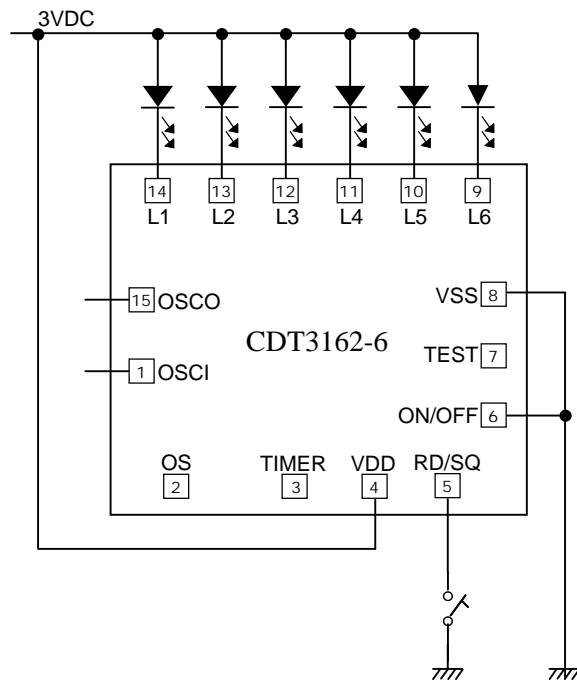 3VDC
14 13 12 11 10 9
L1 L2 L3 L4 L5 L6
15 OSCO
VSS 8
CDT3162-6
TEST 7
1 OSCI
ON/OFF 6
OS TIMER VDD RD/SQ
2 3 4 5